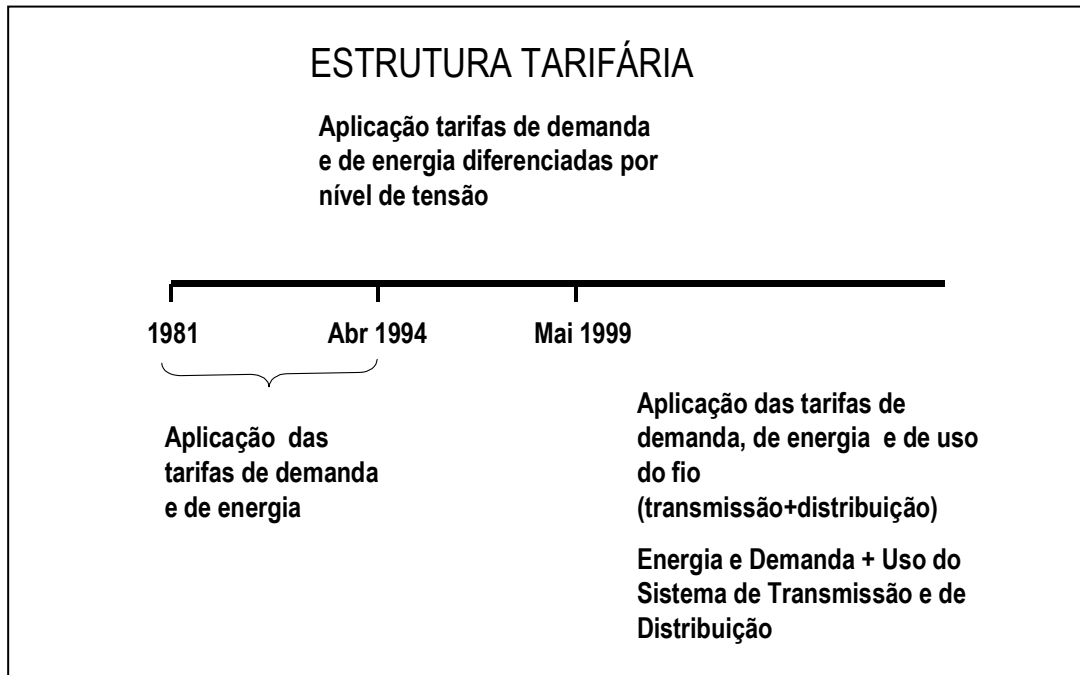 ESTRUTURA TARIFÁRIA
Aplicação tarifas de demanda
e de energia diferenciadas por
nível de tensão
1981
Abr 1994
Mai 1999
Aplicação das
tarifas de demanda
e de energia
Aplicação das tarifas de
demanda, de energia e de uso
do fio
(transmissão+distribuição)
Energia e Demanda + Uso do
Sistema de Transmissão e de
Distribuição